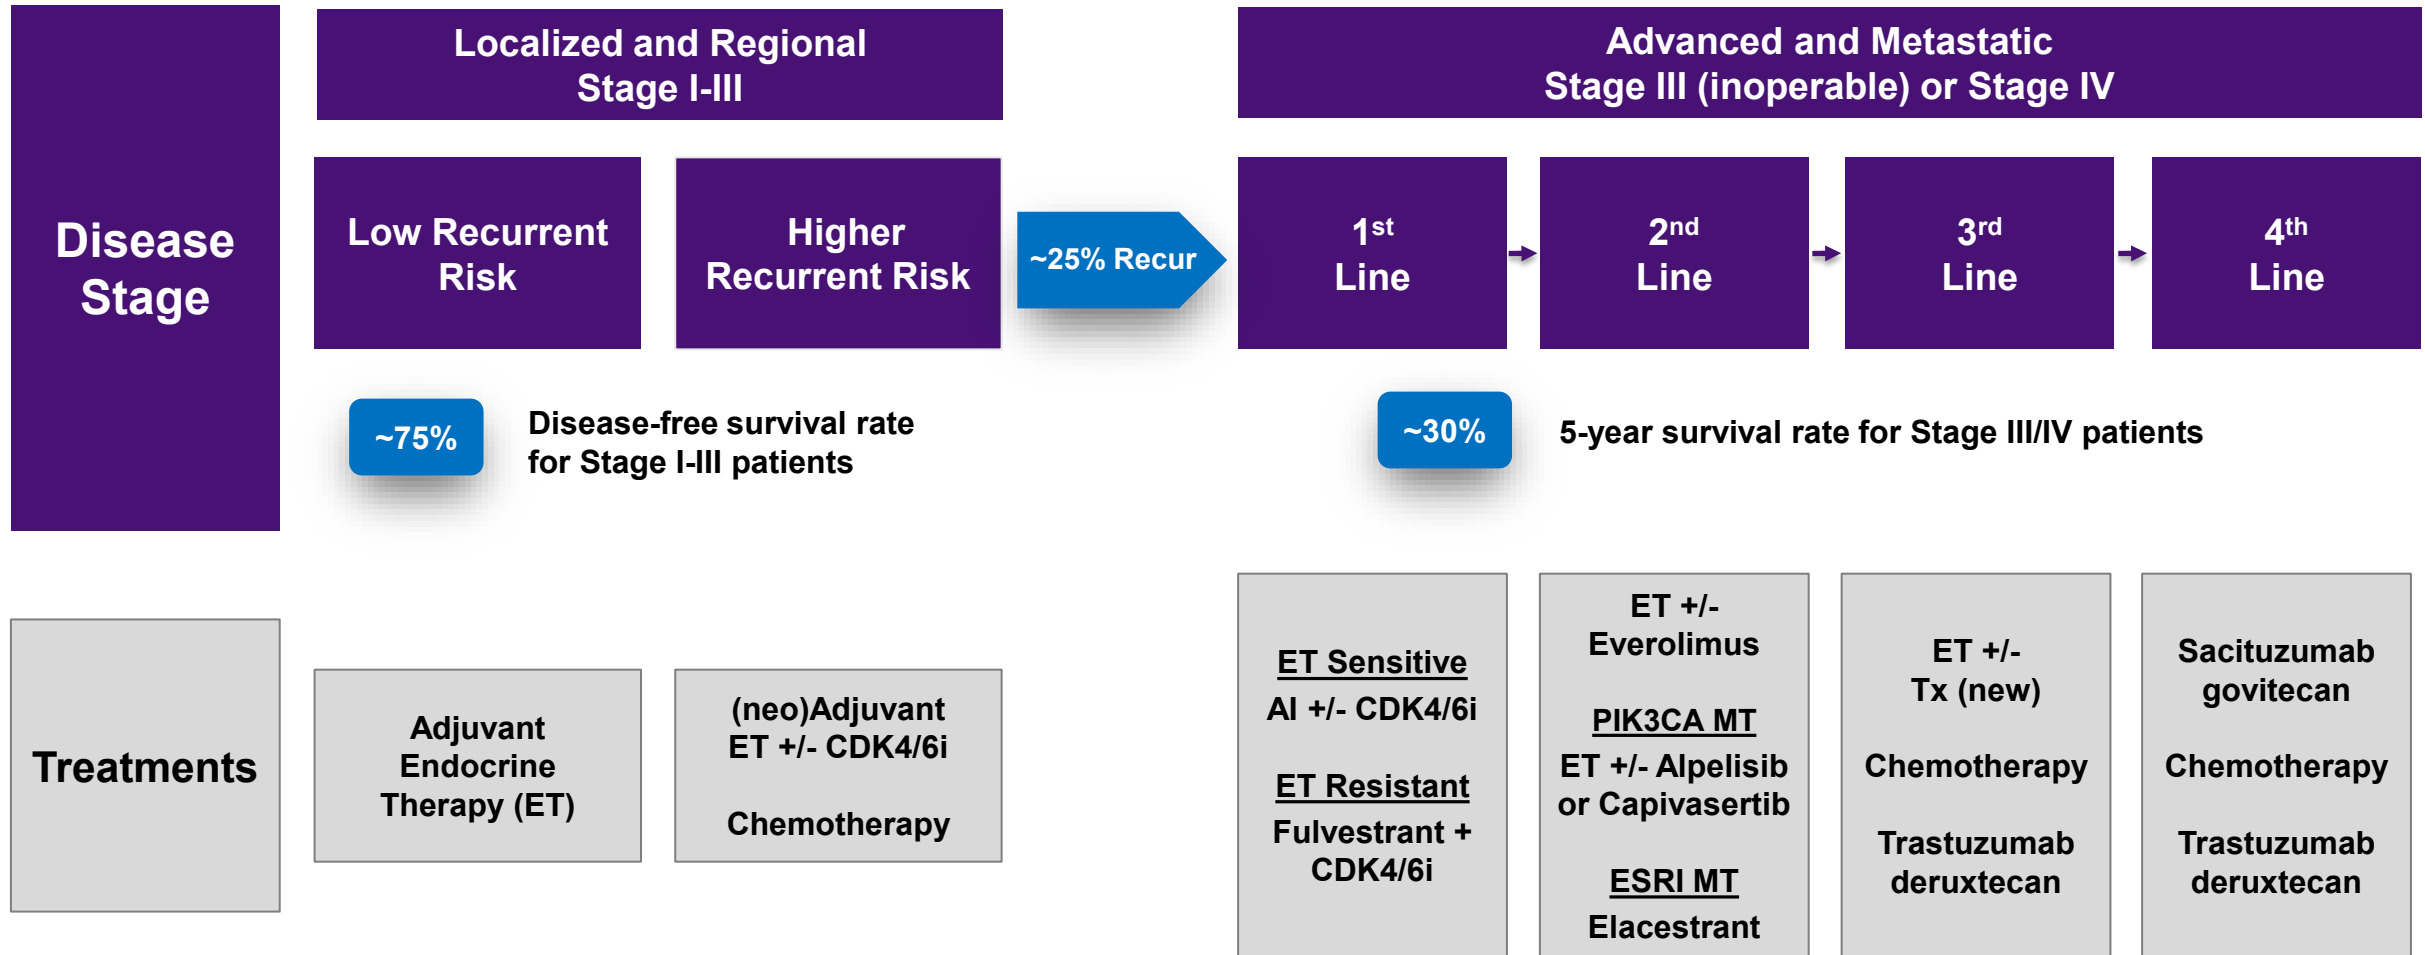 Disease
Stage
Localized and Regional
Stage I-III
Advanced and Metastatic
Stage III (inoperable) or Stage IV
Low Recurrent
Risk
Higher
Recurrent Risk
~25% Recur
1st
Line
2nd
Line
3rd
Line
4th
Line
~75%
Disease-free survival rate
for Stage I-III patients
~30%
5-year survival rate for Stage III/IV patients
Treatments
Adjuvant
Endocrine
Therapy (ET)
(neo)Adjuvant
ET +/- CDK4/6i
Chemotherapy
ET Sensitive
AI +/- CDK4/6i
ET Resistant
Fulvestrant +
CDK4/6i
ET +/-
Everolimus
PIK3CA MT
ET +/- Alpelisib
or Capivasertib
ESRI MT
Elacestrant
ET +/-
Tx (new)
Chemotherapy
Trastuzumab
deruxtecan
Sacituzumab
govitecan
Chemotherapy
Trastuzumab
deruxtecan